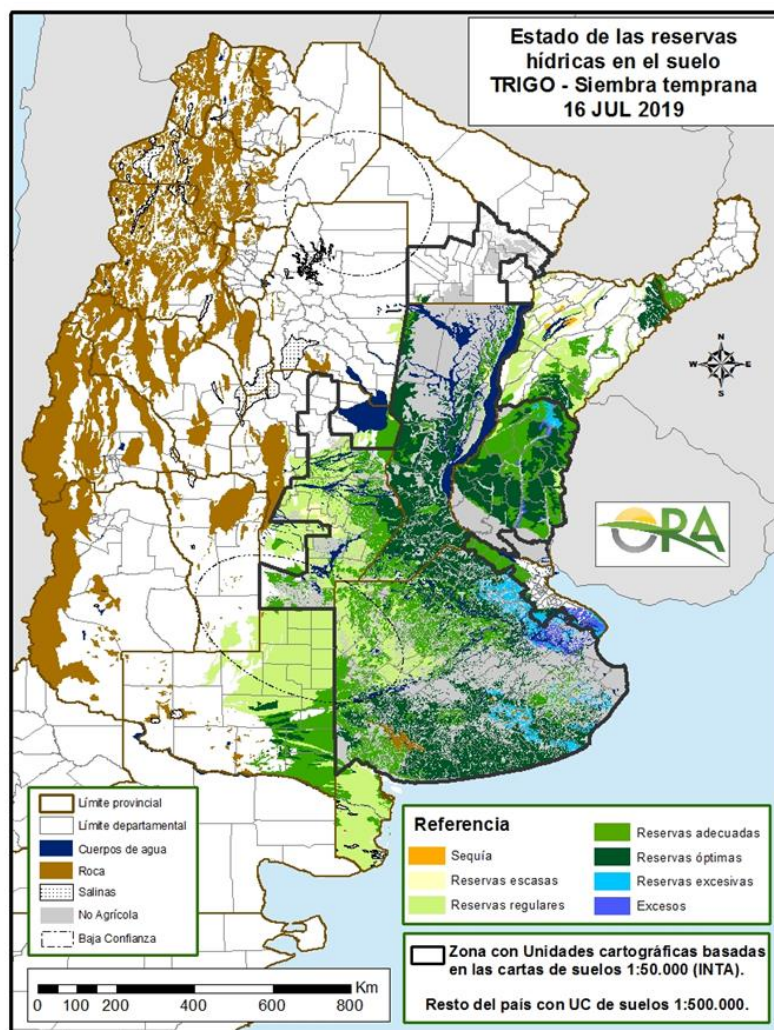 Estado de las reservas
hídricas en el suelo
TRIGO - Siembra temprana
16 JUL 2019
N
W E
S
ORA
Límite provincial
Límite departamental
Cuerpos de agua
Roca
Salinas
No Agrícola
Baja Confianza
Referencia
Sequía
Reservas escasas
Reservas regulares
Reservas adecuadas
Reservas óptimas
Reservas excesivas
Excesos
Zona con Unidades cartográficas basadas
en las cartas de suelos 1:50.000 (INTA).
Resto del país con UC de suelos 1:500.000.
Km
0 100 200 400 600 800